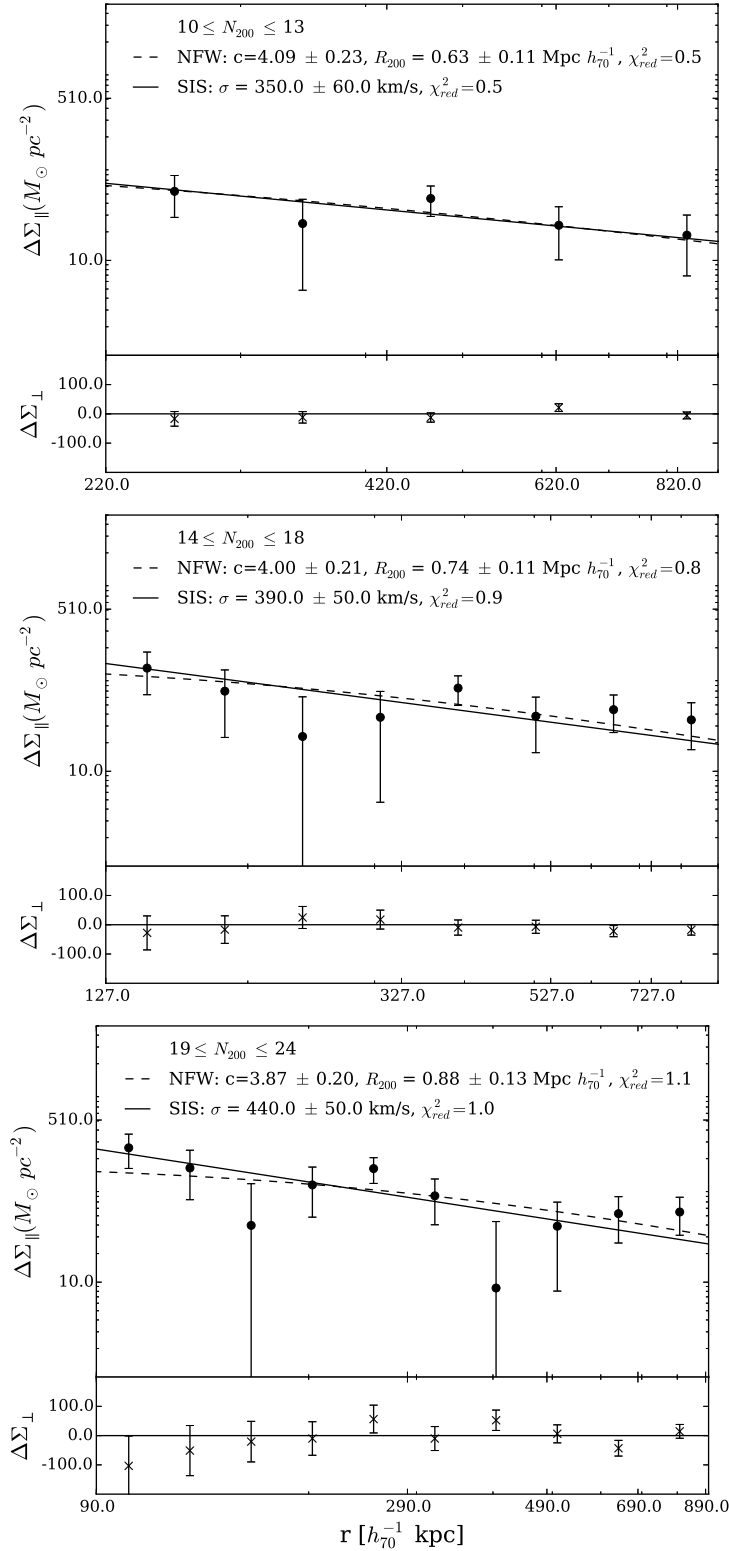 10 ≤ N₂₀₀ ≤ 13
NFW: c=4.09 ± 0.23, R₂₀₀ = 0.63 ± 0.11 Mpc h₇₀⁻¹, χ²_red=0.5
SIS: σ = 350.0 ± 60.0 km/s, χ²_red=0.5
ΔΣ∥(M⊙ pc⁻²)
510.0
10.0
ΔΣ⊥
100.0
0.0
-100.0
220.0 420.0 620.0 820.0
14 ≤ N₂₀₀ ≤ 18
NFW: c=4.00 ± 0.21, R₂₀₀ = 0.74 ± 0.11 Mpc h₇₀⁻¹, χ²_red=0.8
SIS: σ = 390.0 ± 50.0 km/s, χ²_red=0.9
ΔΣ∥(M⊙ pc⁻²)
510.0
10.0
ΔΣ⊥
100.0
0.0
-100.0
127.0 327.0 527.0 727.0
19 ≤ N₂₀₀ ≤ 24
NFW: c=3.87 ± 0.20, R₂₀₀ = 0.88 ± 0.13 Mpc h₇₀⁻¹, χ²_red=1.1
SIS: σ = 440.0 ± 50.0 km/s, χ²_red=1.0
ΔΣ∥(M⊙ pc⁻²)
510.0
10.0
ΔΣ⊥
100.0
0.0
-100.0
90.0 290.0 490.0 690.0 890.0
r [h₇₀⁻¹ kpc]